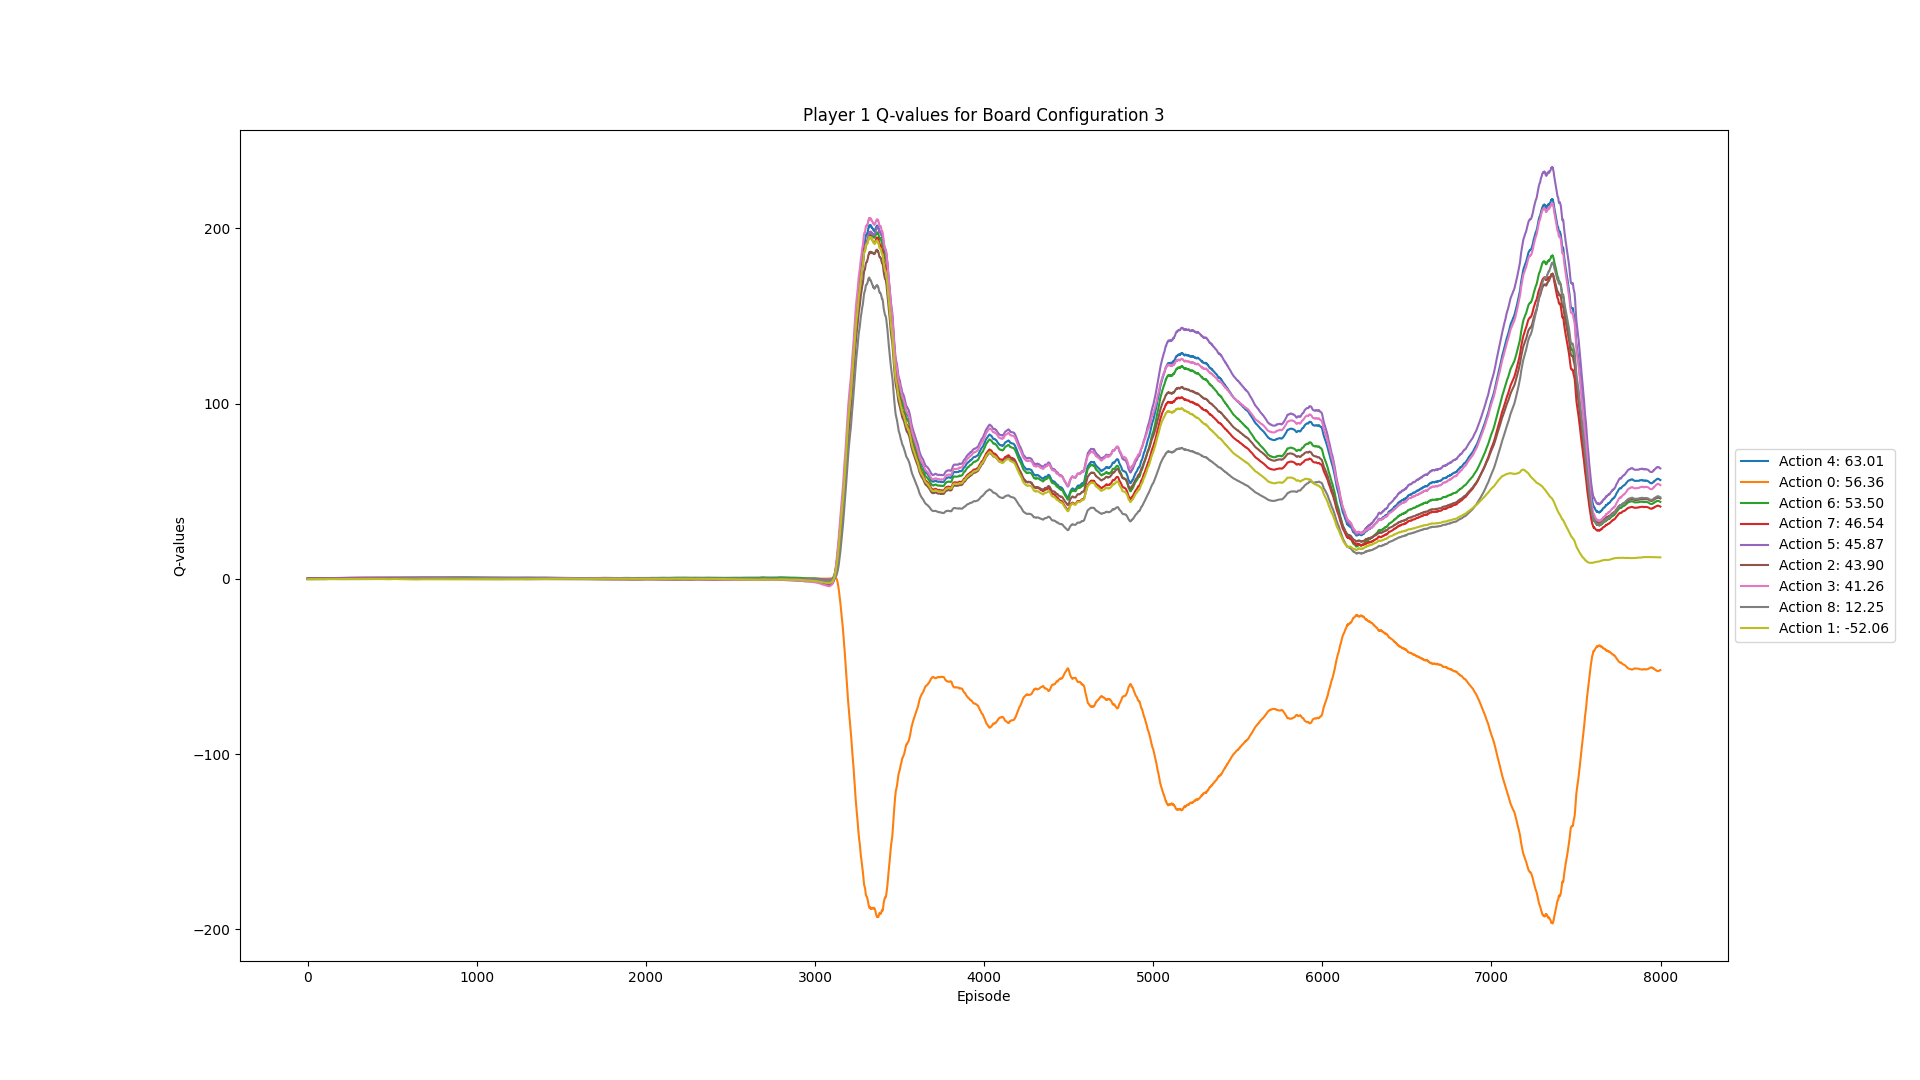 Player 1 Q-values for Board Configuration 3
Q-values
200
100
0
−100
−200
0 1000 2000 3000 4000 5000 6000 7000 8000
Episode
Action 4: 63.01
Action 0: 56.36
Action 6: 53.50
Action 7: 46.54
Action 5: 45.87
Action 2: 43.90
Action 3: 41.26
Action 8: 12.25
Action 1: -52.06